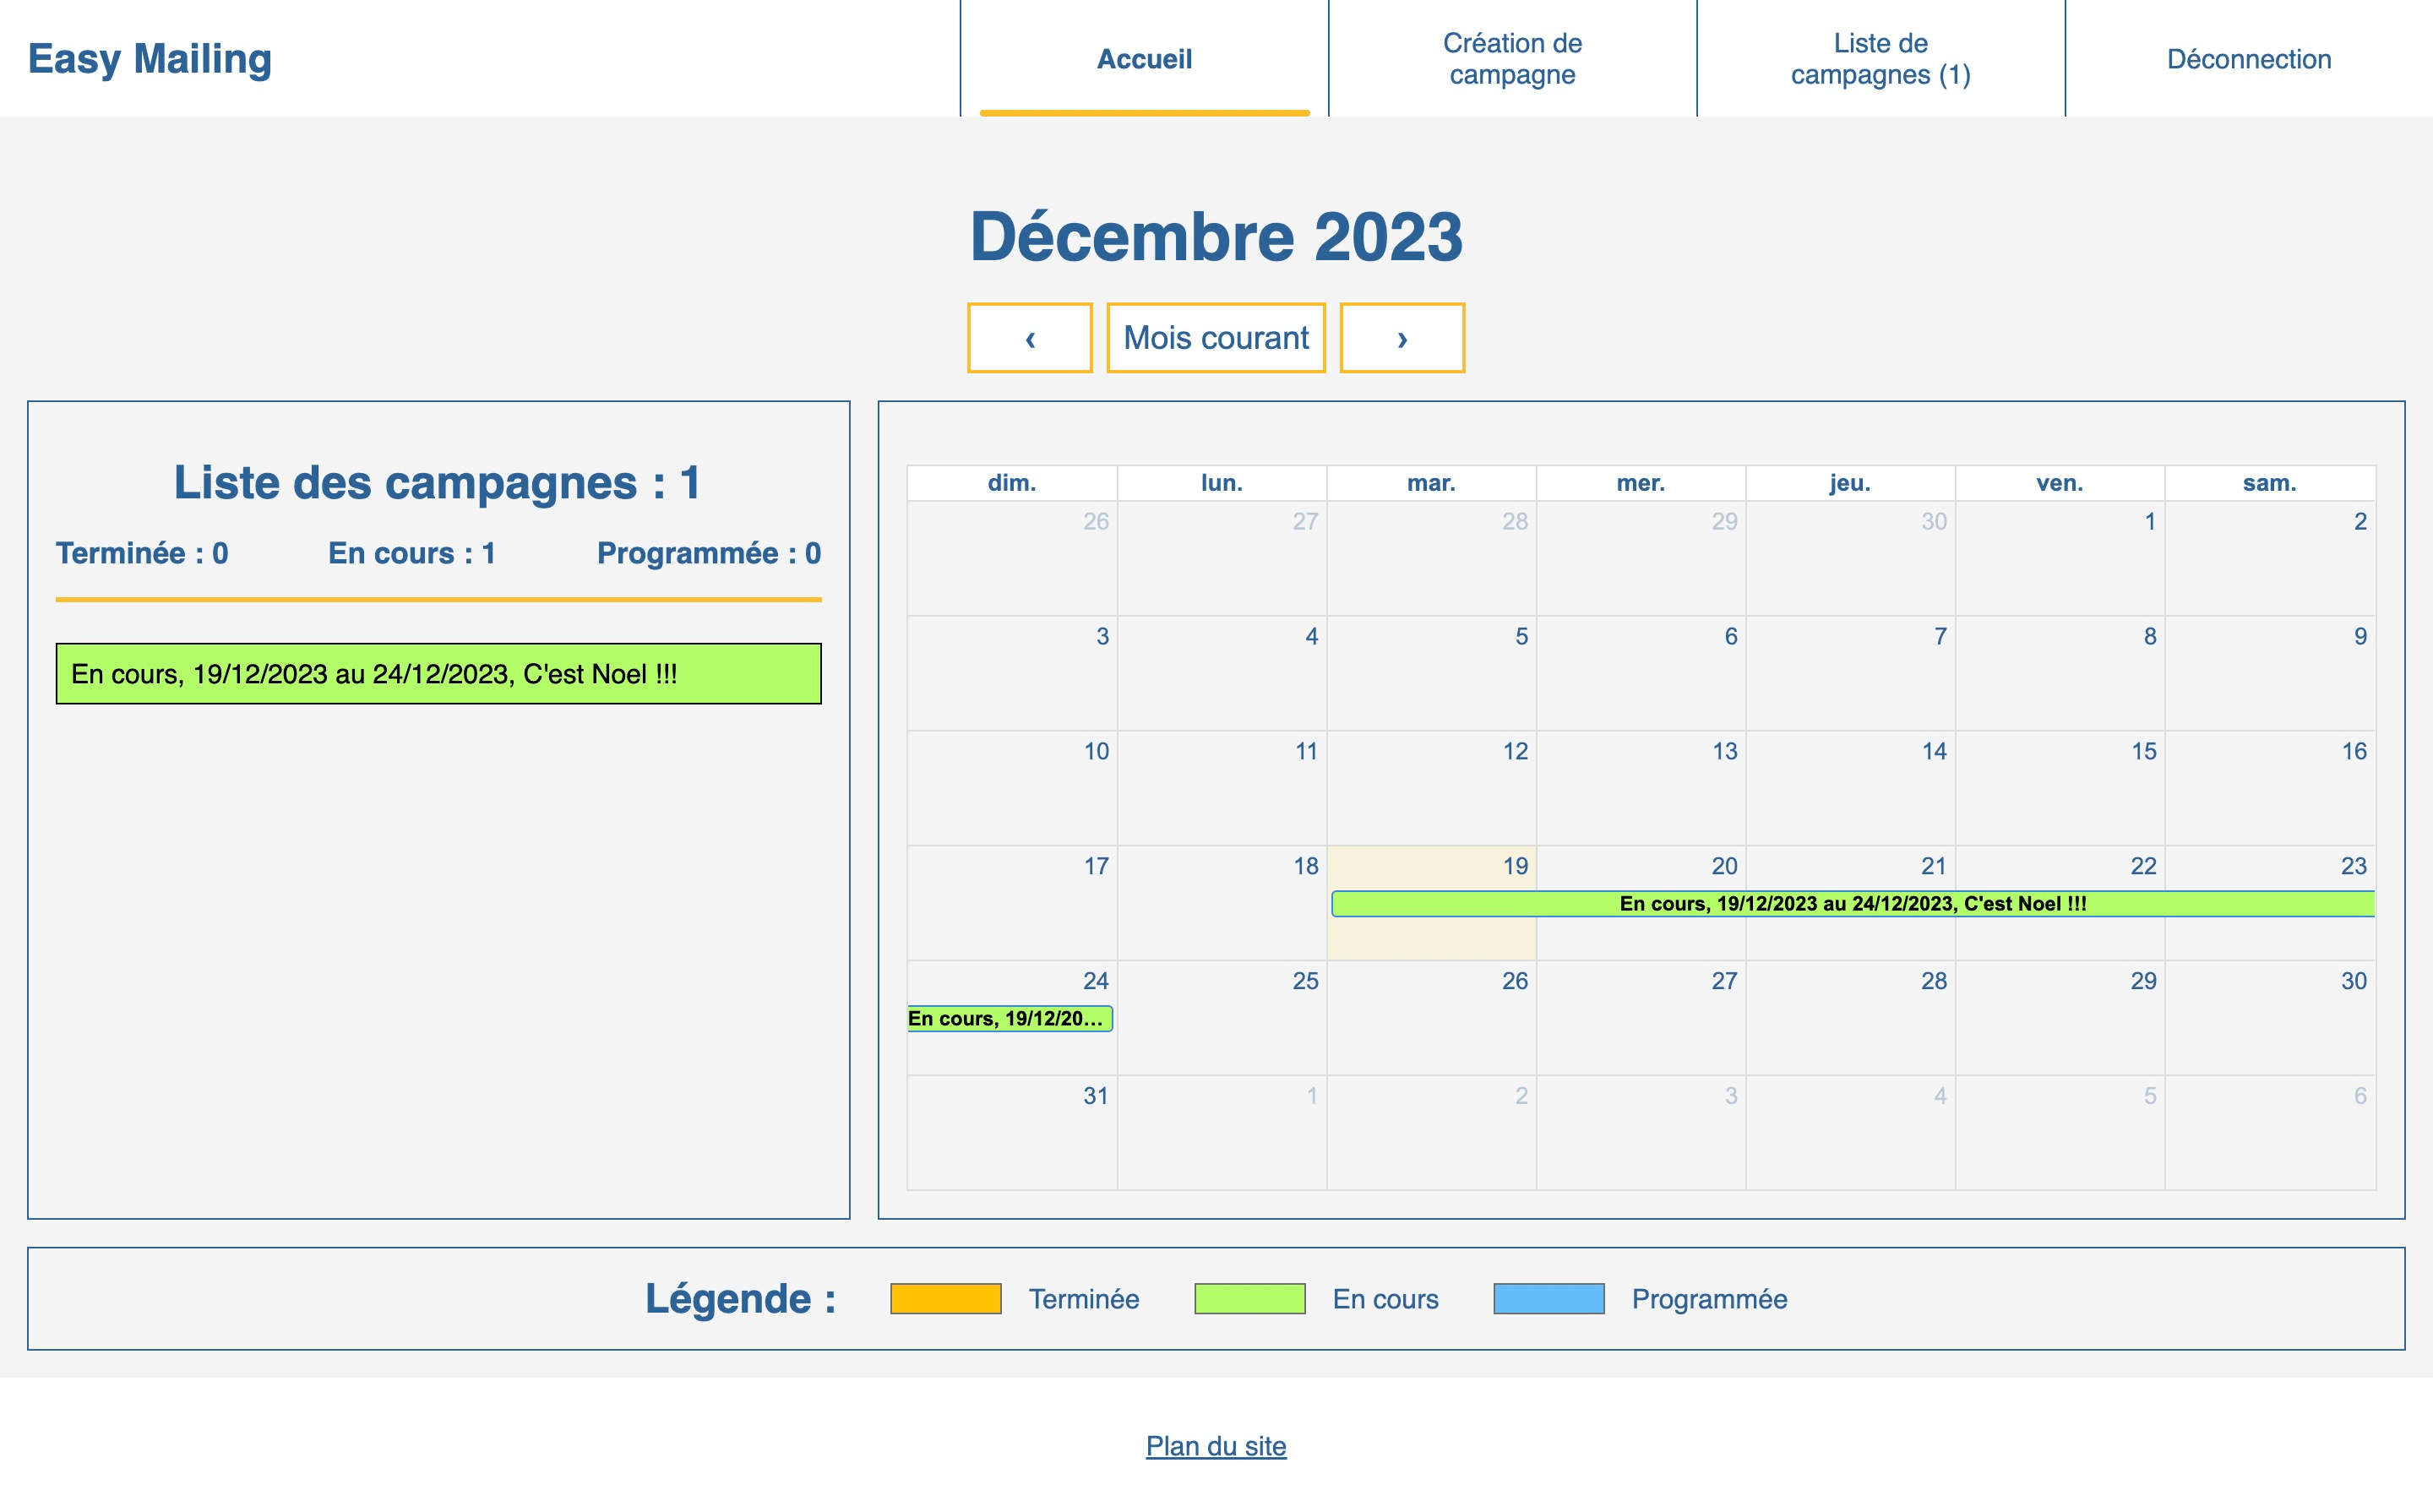 Easy Mailing
Accueil
Création de
campagne
Liste de
campagnes (1)
Déconnection
Décembre 2023
‹
Mois courant
›
Liste des campagnes : 1
Terminée : 0
En cours : 1
Programmée : 0
En cours, 19/12/2023 au 24/12/2023, C'est Noel !!!
dim. lun. mar. mer. jeu. ven. sam.
26 27 28 29 30 1 2
3 4 5 6 7 8 9
10 11 12 13 14 15 16
17 18 19 20 21 22 23
En cours, 19/12/2023 au 24/12/2023, C'est Noel !!!
24 25 26 27 28 29 30
En cours, 19/12/20...
31 1 2 3 4 5 6
Légende :
Terminée
En cours
Programmée
Plan du site